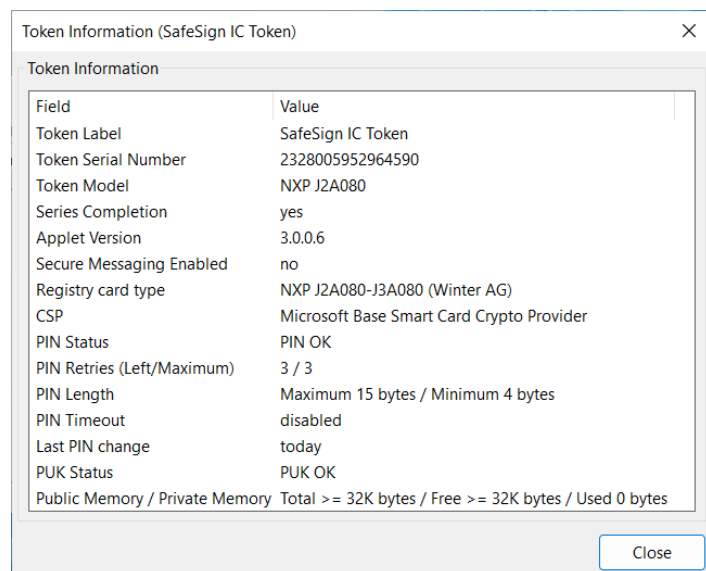 Token Information (SafeSign IC Token)
Token Information
Field Value
Token Label SafeSign IC Token
Token Serial Number 2328005952964590
Token Model NXP J2A080
Series Completion yes
Applet Version 3.0.0.6
Secure Messaging Enabled no
Registry card type NXP J2A080-J3A080 (Winter AG)
CSP Microsoft Base Smart Card Crypto Provider
PIN Status PIN OK
PIN Retries (Left/Maximum) 3 / 3
PIN Length Maximum 15 bytes / Minimum 4 bytes
PIN Timeout disabled
Last PIN change today
PUK Status PUK OK
Public Memory / Private Memory Total >= 32K bytes / Free >= 32K bytes / Used 0 bytes
Close